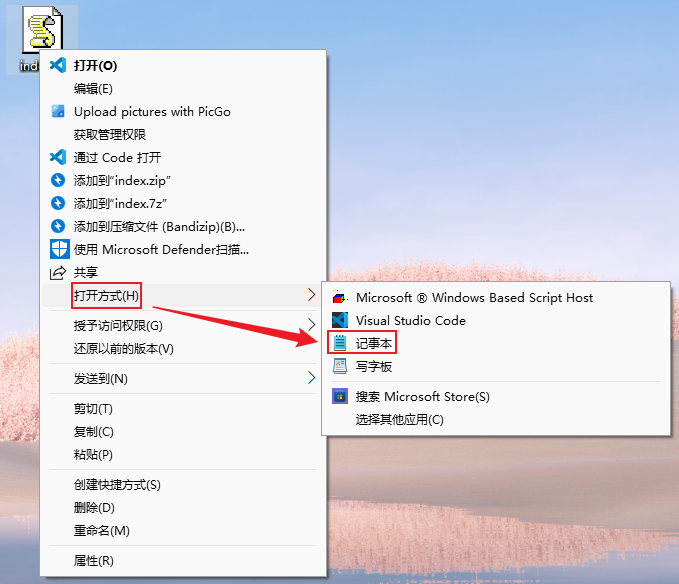 ind
打开(O)
编辑(E)
Upload pictures with PicGo
获取管理权限
通过 Code 打开
添加到“index.zip”
添加到“index.7z”
添加到压缩文件 (Bandizip)(B)...
使用 Microsoft Defender扫描...
共享
打开方式(H)
授予访问权限(G)
还原以前的版本(V)
发送到(N)
剪切(T)
复制(C)
粘贴(P)
创建快捷方式(S)
删除(D)
重命名(M)
属性(R)
Microsoft ® Windows Based Script Host
Visual Studio Code
记事本
写字板
搜索 Microsoft Store(S)
选择其他应用(C)